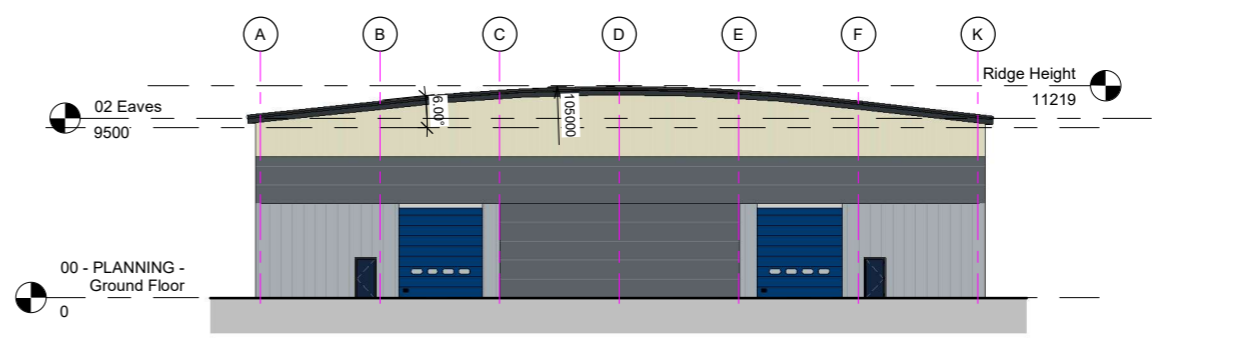 A B C D E F K
Ridge Height
11219
02 Eaves
9500
6.00°
105000
00 - PLANNING -
Ground Floor
0